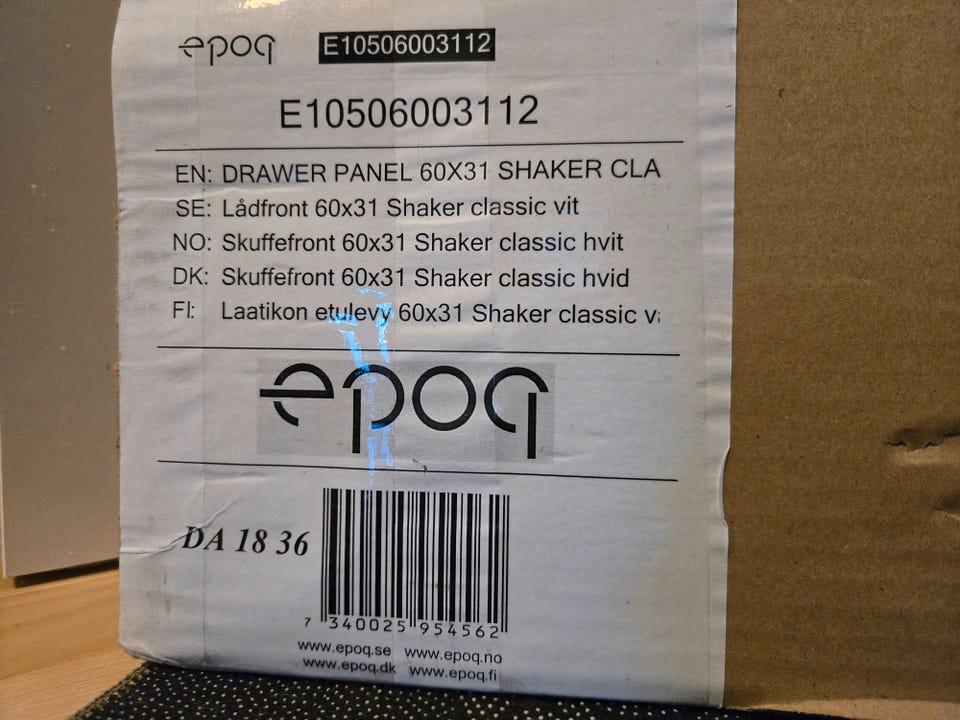 epoq E10506003112
E10506003112
EN: DRAWER PANEL 60X31 SHAKER CLA
SE: Lådfront 60x31 Shaker classic vit
NO: Skuffefront 60x31 Shaker classic hvit
DK: Skuffefront 60x31 Shaker classic hvid
FI: Laatikon etulevy 60x31 Shaker classic
epoq
DA 18 36
7 340025 954562
www.epoq.se www.epoq.no
www.epoq.dk www.epoq.fi